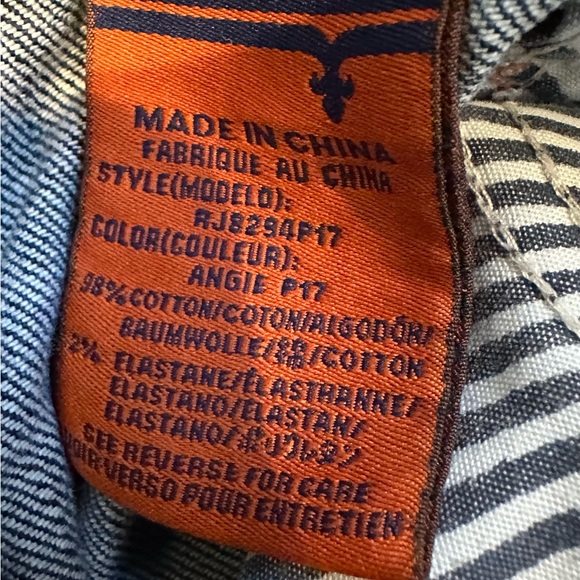 MADE IN CHINA
FABRIQUE AU CHINA
STYLE(MODELO):
RJ8294P17
COLOR(COULEUR):
ANGIE P17
98%COTTON/COTON/ALGODÓN/
BAUMWOLLE/綿/COTTON
2% ELASTANE/ÉLASTHANNE/
ELASTANO/ELASTAN/
ELASTANO/ポリウレタン
SEE REVERSE FOR CARE
VOIR VERSO POUR ENTRETIEN